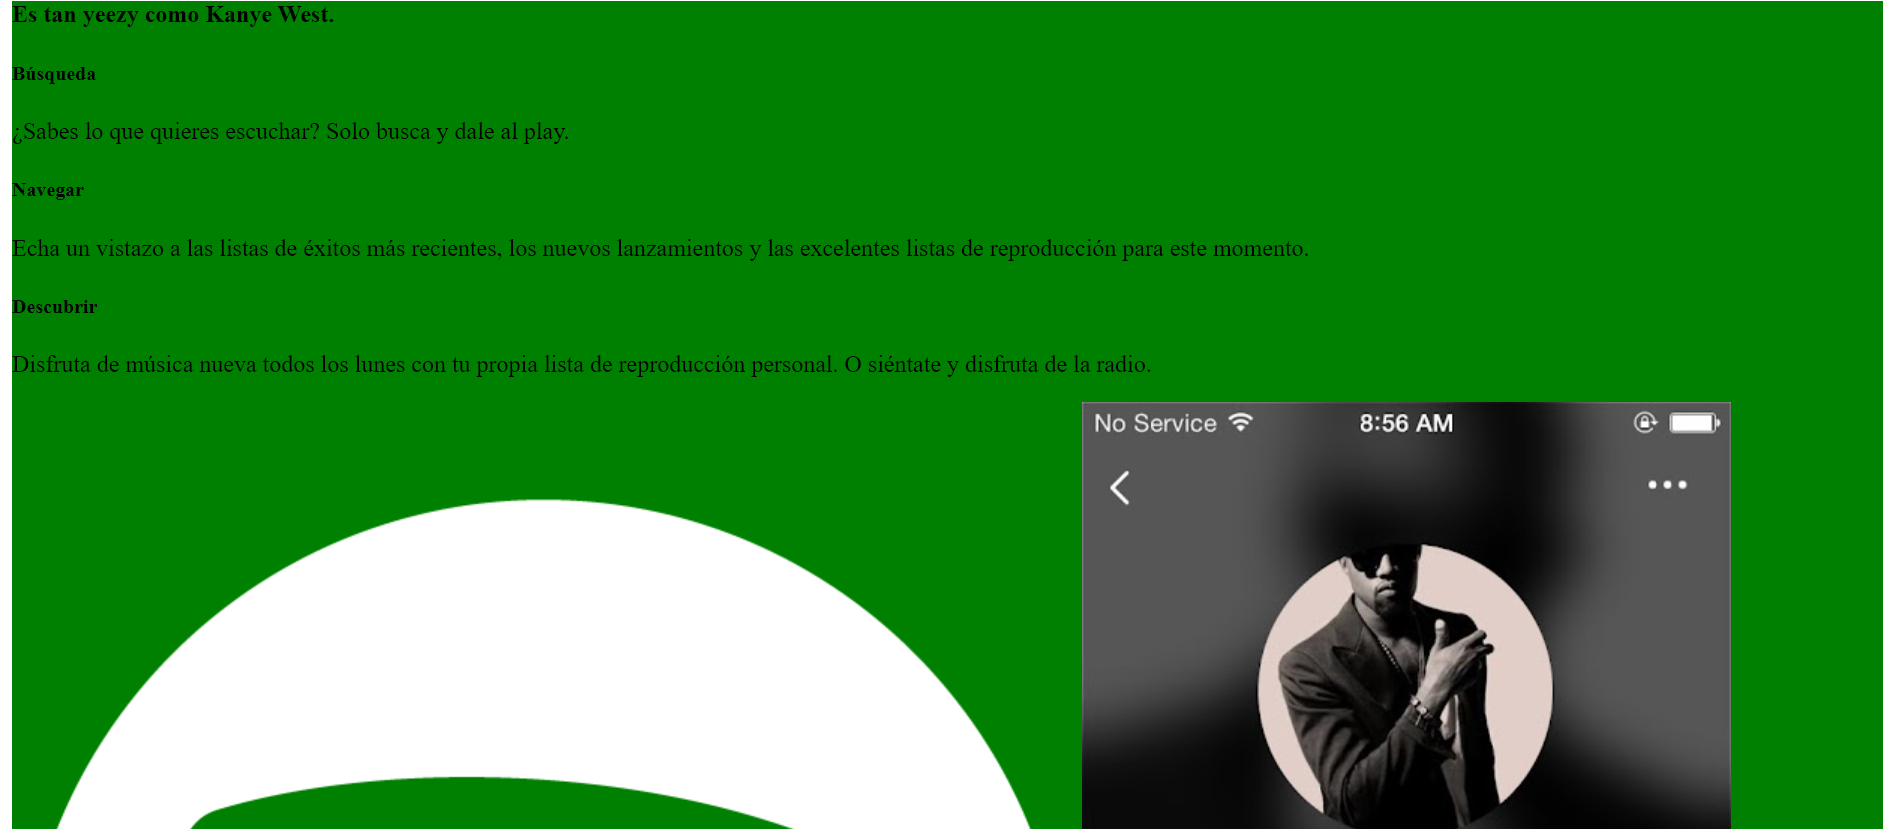 Es tan yeezy como Kanye West.
Búsqueda
¿Sabes lo que quieres escuchar? Solo busca y dale al play.
Navegar
Echa un vistazo a las listas de éxitos más recientes, los nuevos lanzamientos y las excelentes listas de reproducción para este momento.
Descubrir
Disfruta de música nueva todos los lunes con tu propia lista de reproducción personal. O siéntate y disfruta de la radio.
No Service 8:56 AM